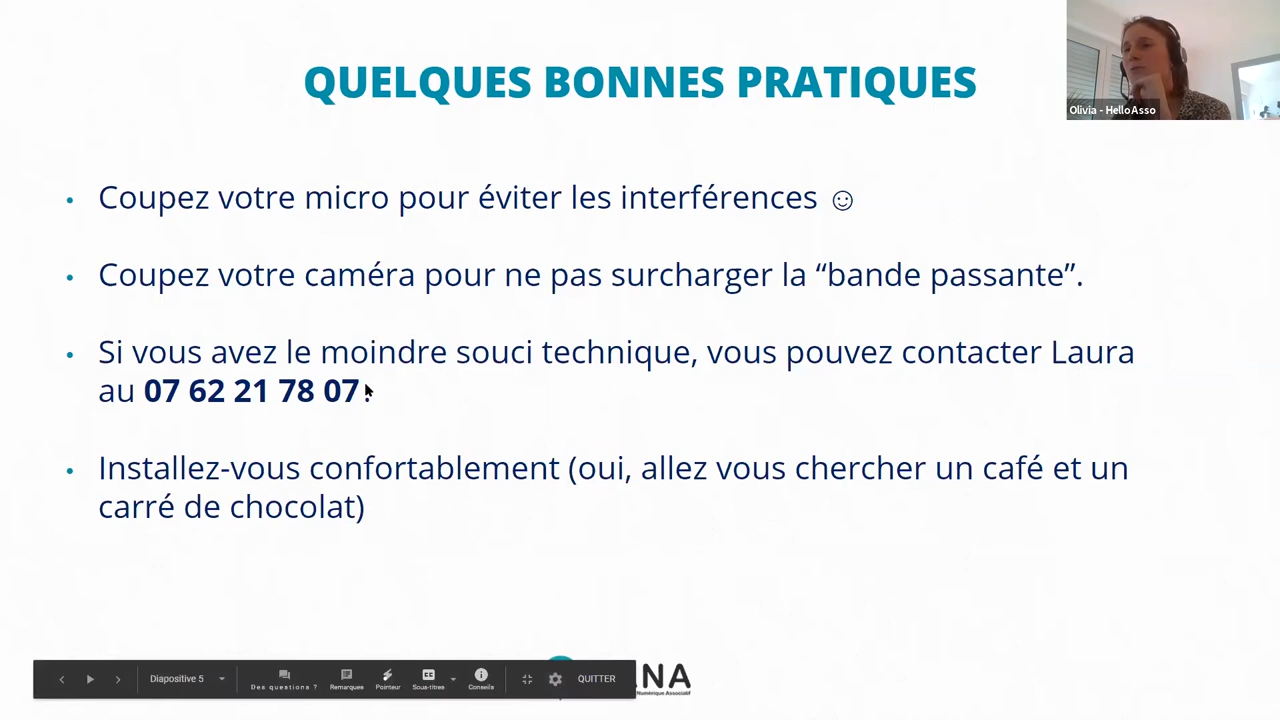 QUELQUES BONNES PRATIQUES
Olivia - HelloAsso
• Coupez votre micro pour éviter les interférences ☺
• Coupez votre caméra pour ne pas surcharger la “bande passante”.
• Si vous avez le moindre souci technique, vous pouvez contacter Laura
au 07 62 21 78 07
• Installez-vous confortablement (oui, allez vous chercher un café et un
carré de chocolat)
Diapositive 5
Des questions ?
Remarques
Pointeur
Sous-titres
Conseils
QUITTER
NA
Numérique Associatif